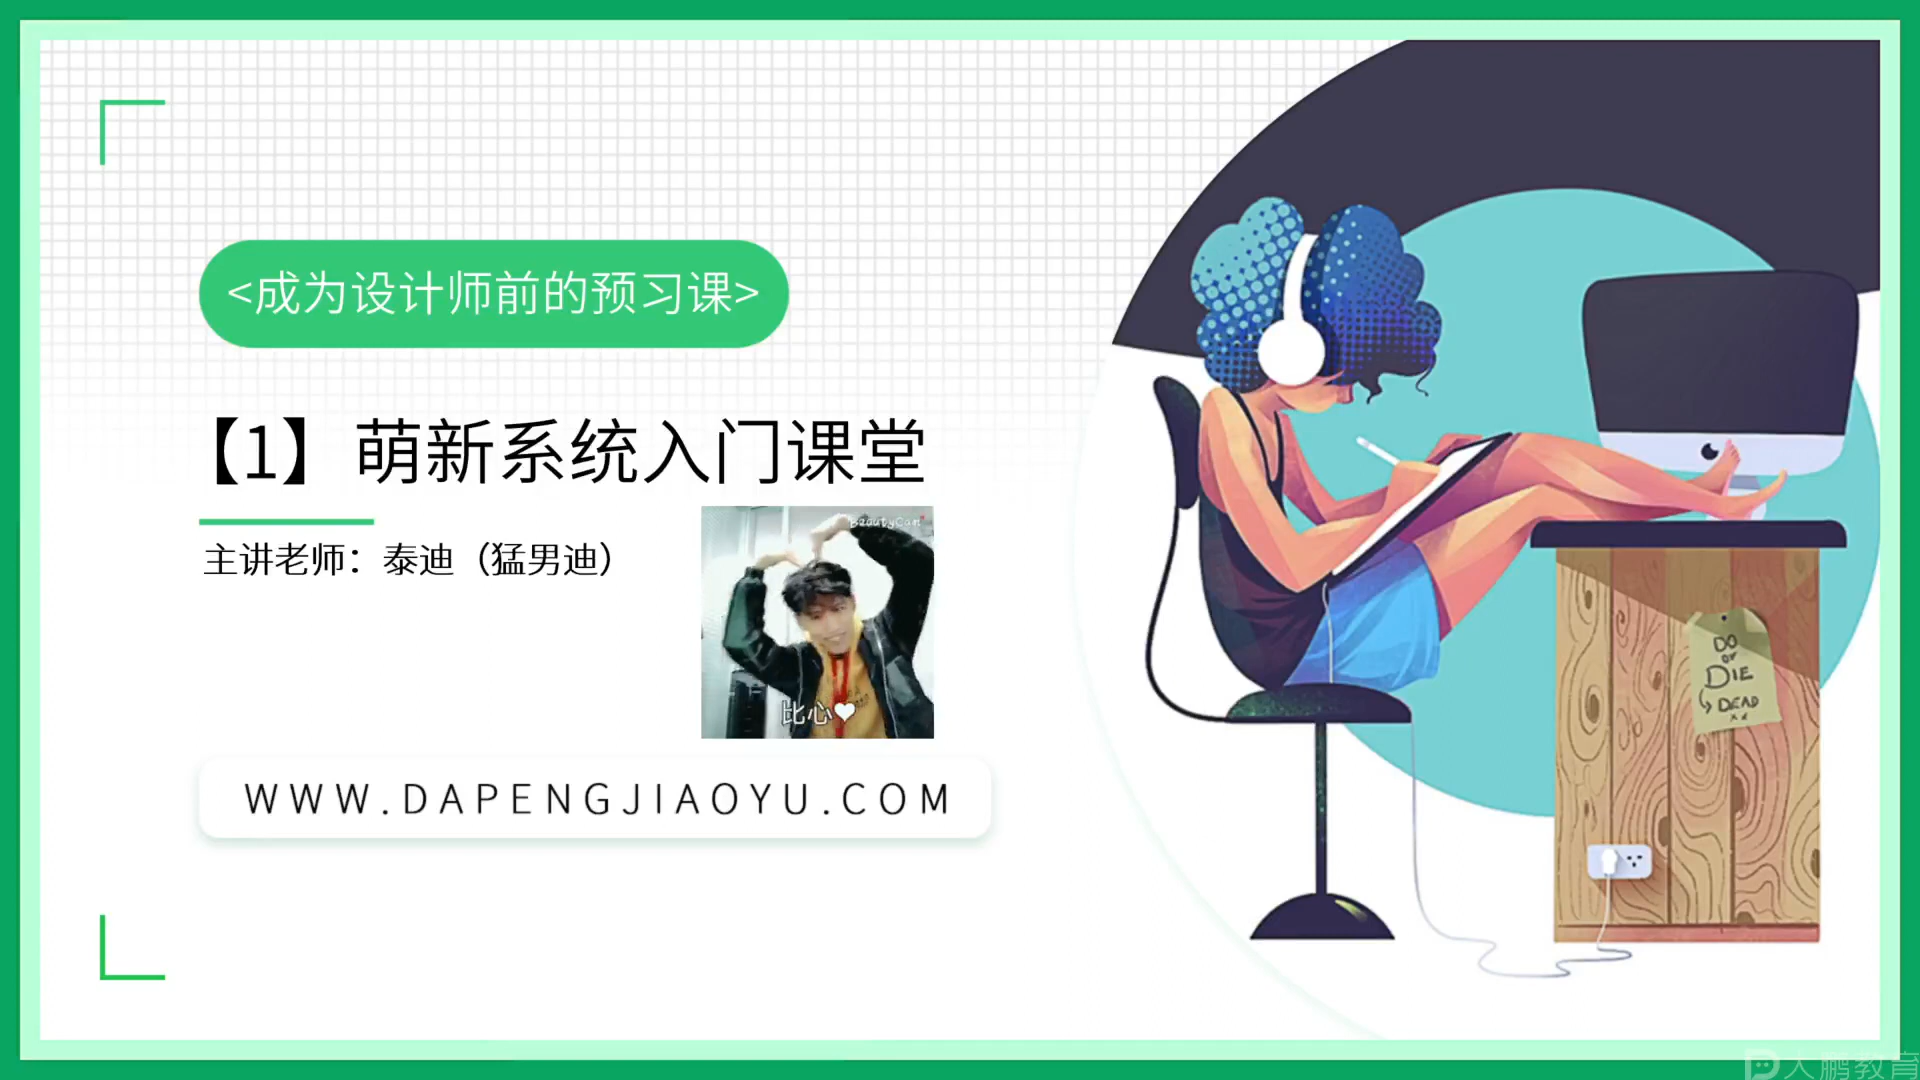 <成为设计师前的预习课>
【1】 萌新系统入门课堂
主讲老师：泰迪（猛男迪）
BeautyCam
比心
WWW.DAPENGJIAOYU.COM
DO
or
DIE
DEAD
大鹏教育